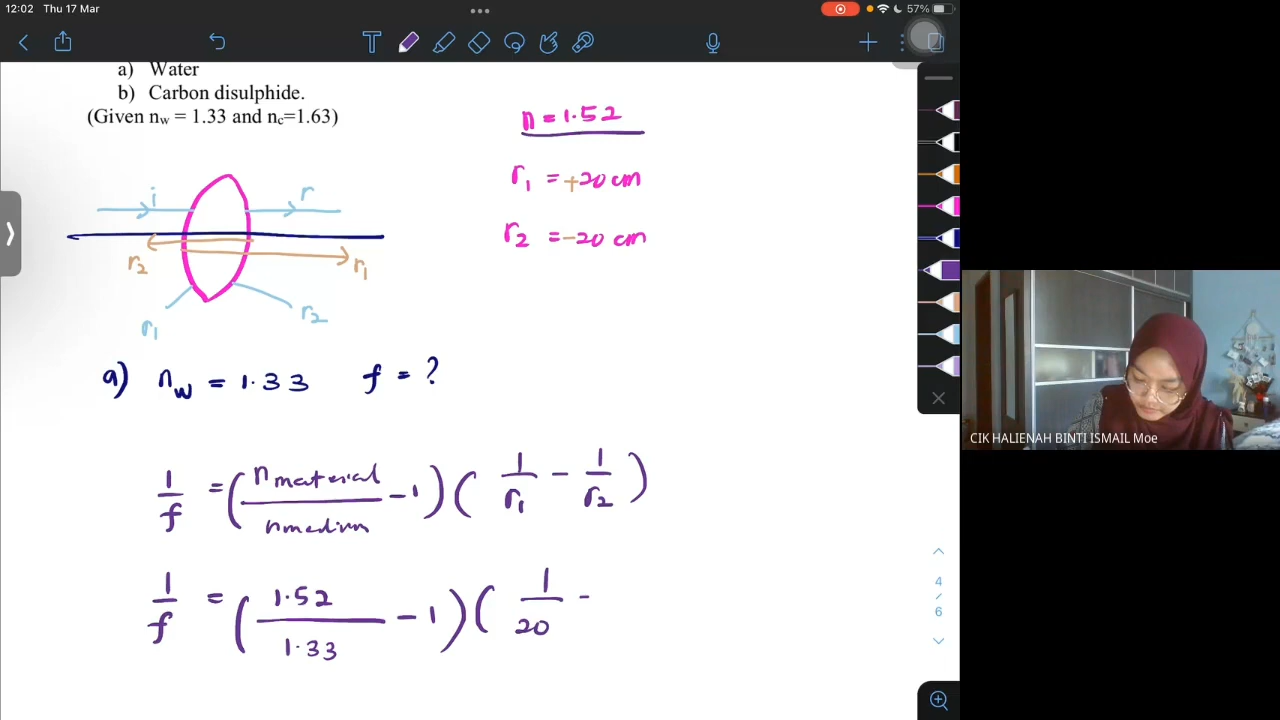 12:02 Thu 17 Mar
57%
T
a) Water
b) Carbon disulphide.
(Given nw = 1.33 and nc=1.63)
n = 1.52
r1 = +20 cm
r2 = -20 cm
i r
r2 r1
r1 r2
a) nw = 1.33 f = ?
1/f = (n material / n medium - 1) ( 1/r1 - 1/r2 )
1/f = ( 1.52 / 1.33 - 1) ( 1/20 -
CIK HALIENAH BINTI ISMAIL Moe
4
/
6